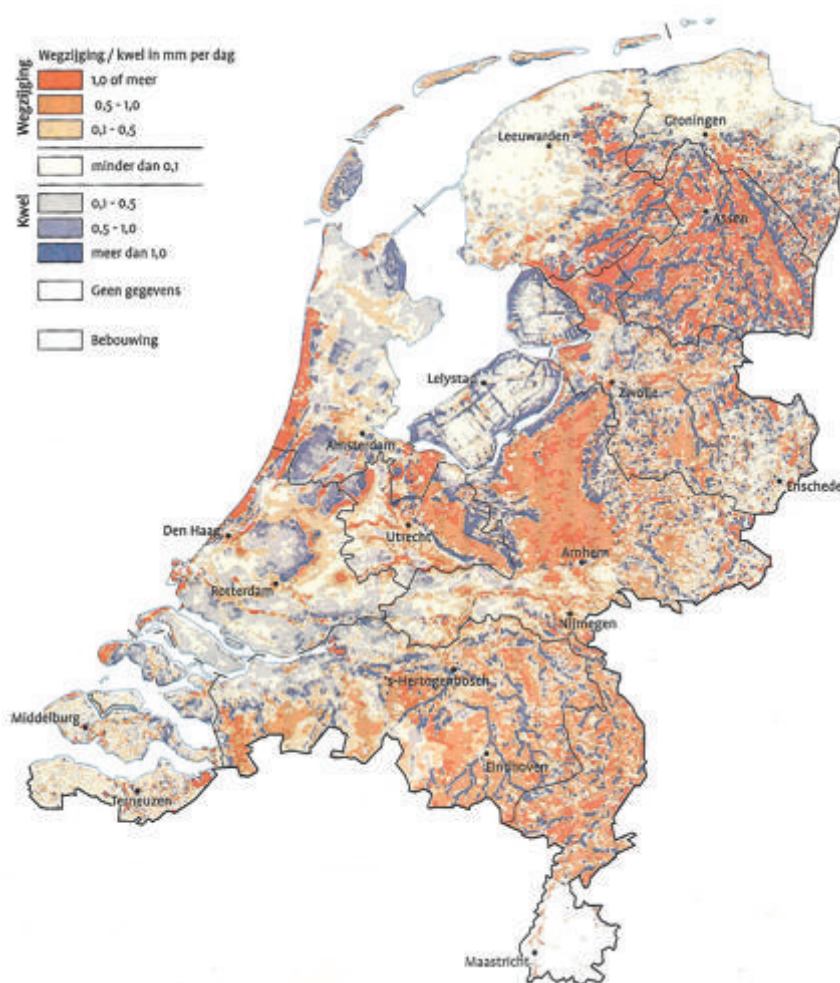 Wegzijging / kwel in mm per dag
Wegzijging
1,0 of meer
0,5 - 1,0
0,1 - 0,5
minder dan 0,1
Kwel
0,1 - 0,5
0,5 - 1,0
meer dan 1,0
Geen gegevens
Bebouwing
Groningen
Leeuwarden
Assen
Lelystad
Zwolle
Amsterdam
Enschede
Den Haag
Utrecht
Arnhem
Rotterdam
Nijmegen
's-Hertogenbosch
Middelburg
Eindhoven
Terneuzen
Maastricht